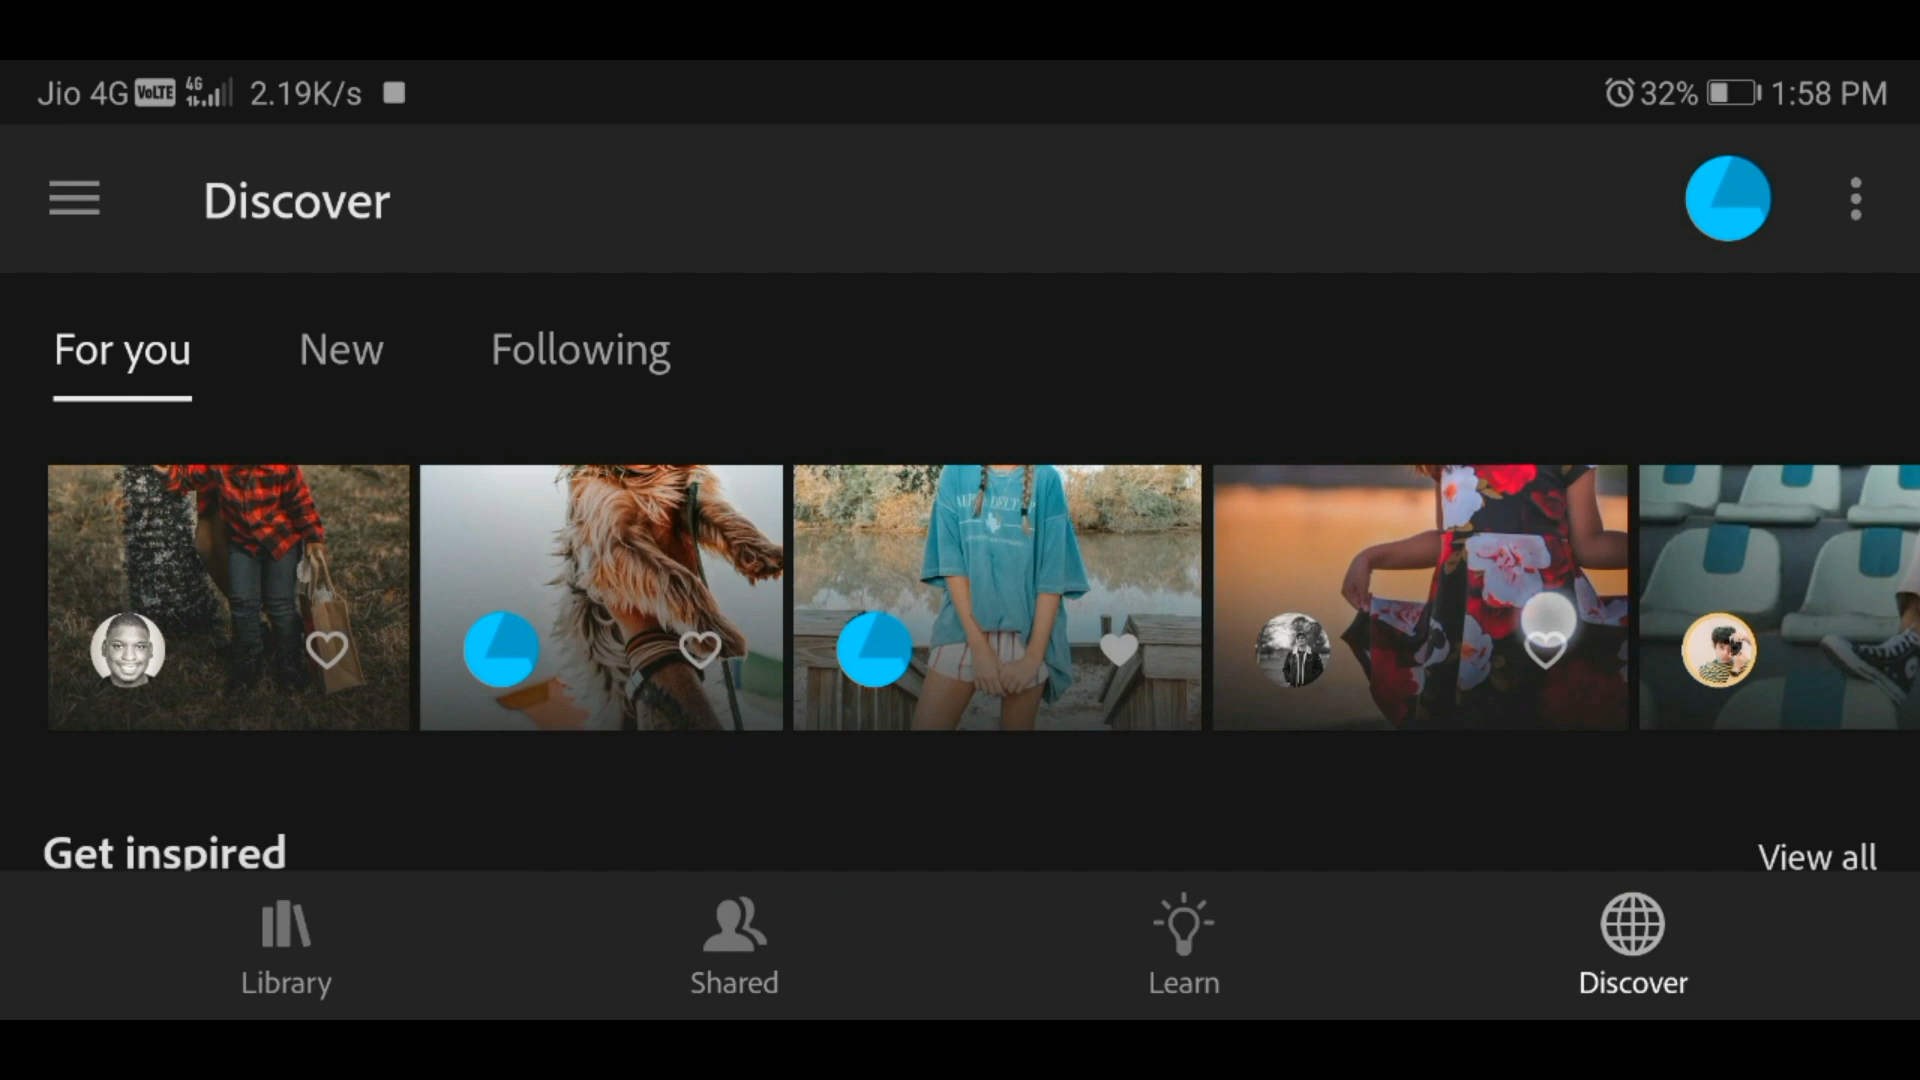 Jio 4G VoLTE 4G 2.19K/s 32% 1:58 PM
Discover
For you New Following
Get inspired View all
Library Shared Learn Discover